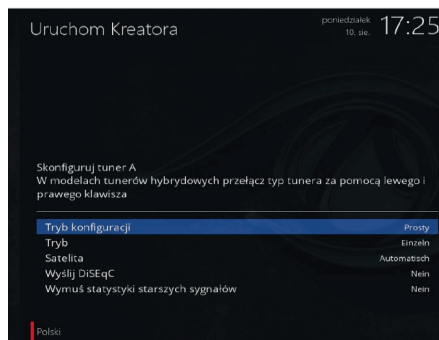 Uruchom Kreatora
poniedziałek
10. sie.
17:25
Skonfiguruj tuner A
W modelach tunerów hybrydowych przełącz typ tunera za pomocą lewego i
prawego klawisza
Tryb konfiguracji Prosty
Tryb Einzeln
Satelita Automatisch
Wyślij DiSEqC Nein
Wymuś statystyki starszych sygnałów Nein
Polski